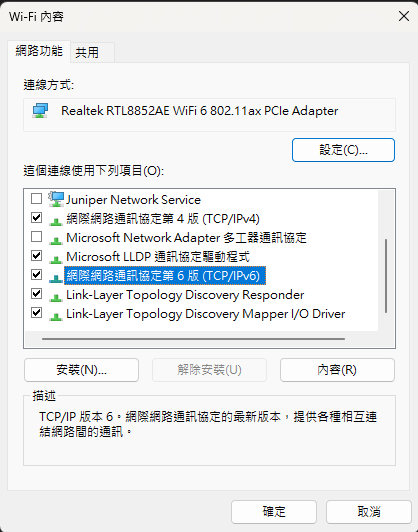 Wi-Fi 內容
網路功能
共用
連線方式:
Realtek RTL8852AE WiFi 6 802.11ax PCIe Adapter
設定(C)...
這個連線使用下列項目(O):
Juniper Network Service
網際網路通訊協定第 4 版 (TCP/IPv4)
Microsoft Network Adapter 多工器通訊協定
Microsoft LLDP 通訊協定驅動程式
網際網路通訊協定第 6 版 (TCP/IPv6)
Link-Layer Topology Discovery Responder
Link-Layer Topology Discovery Mapper I/O Driver
安裝(N)...
解除安裝(U)
內容(R)
描述
TCP/IP 版本 6。網際網路通訊協定的最新版本，提供各種相互連
結網路間的通訊。
確定
取消